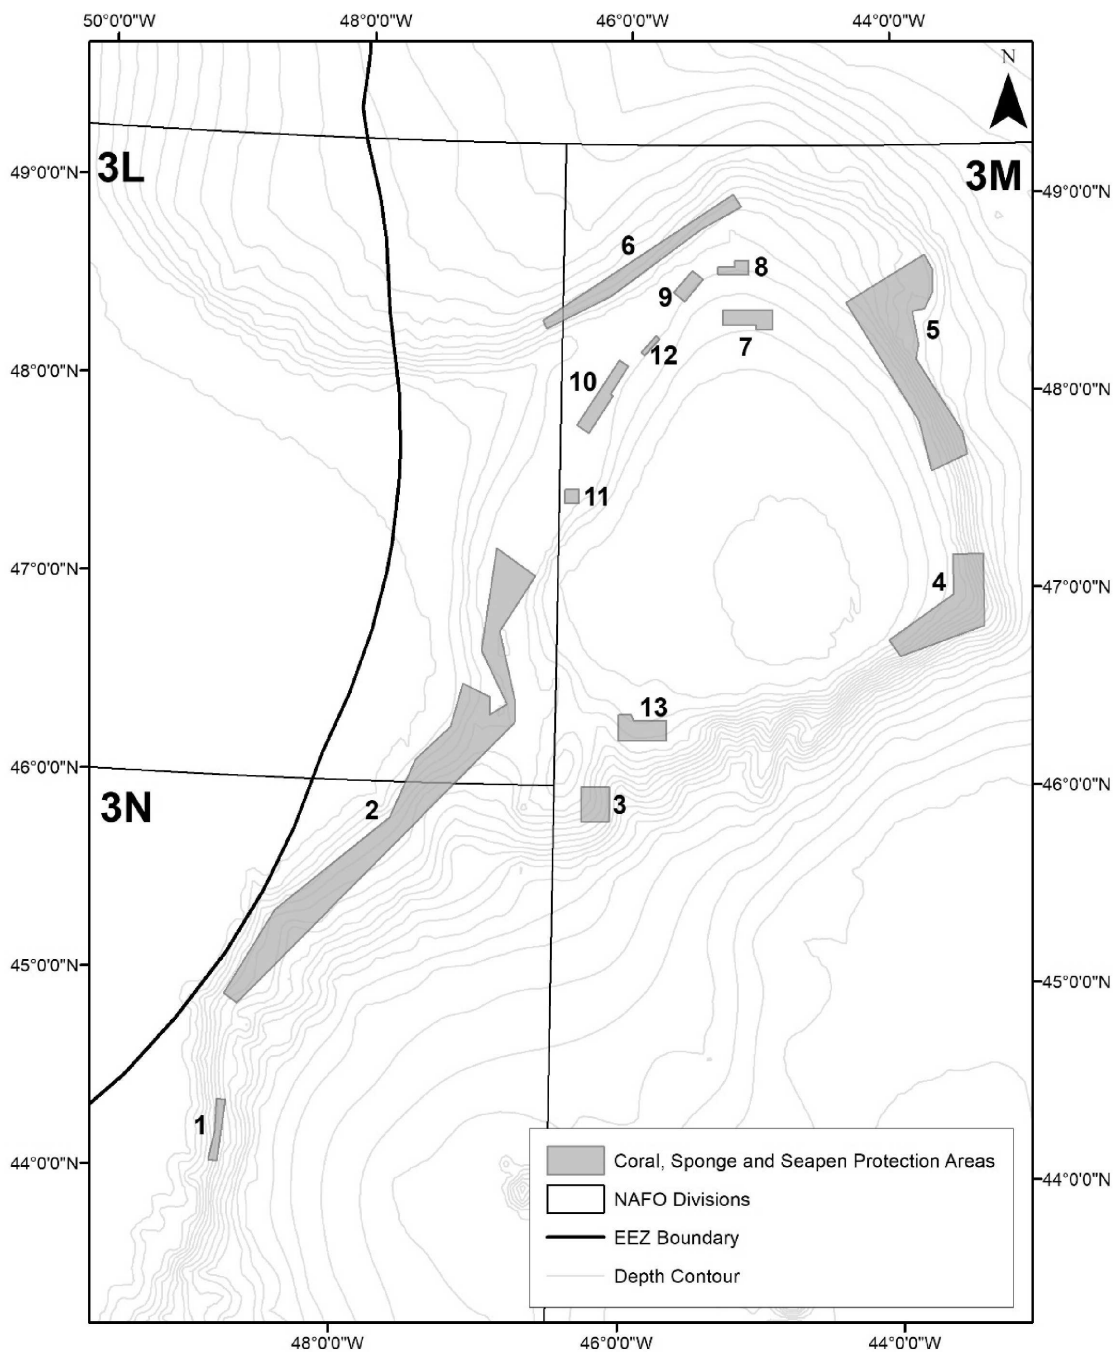 50°0'0"W 48°0'0"W 46°0'0"W 44°0'0"W
N
3L 3M
49°0'0"N 49°0'0"N
6
8
9
5
7
12
48°0'0"N 48°0'0"N
10
11
47°0'0"N 47°0'0"N
4
13
46°0'0"N 46°0'0"N
3N
2
3
45°0'0"N 45°0'0"N
1
44°0'0"N 44°0'0"N
Coral, Sponge and Seapen Protection Areas
NAFO Divisions
EEZ Boundary
Depth Contour
48°0'0"W 46°0'0"W 44°0'0"W